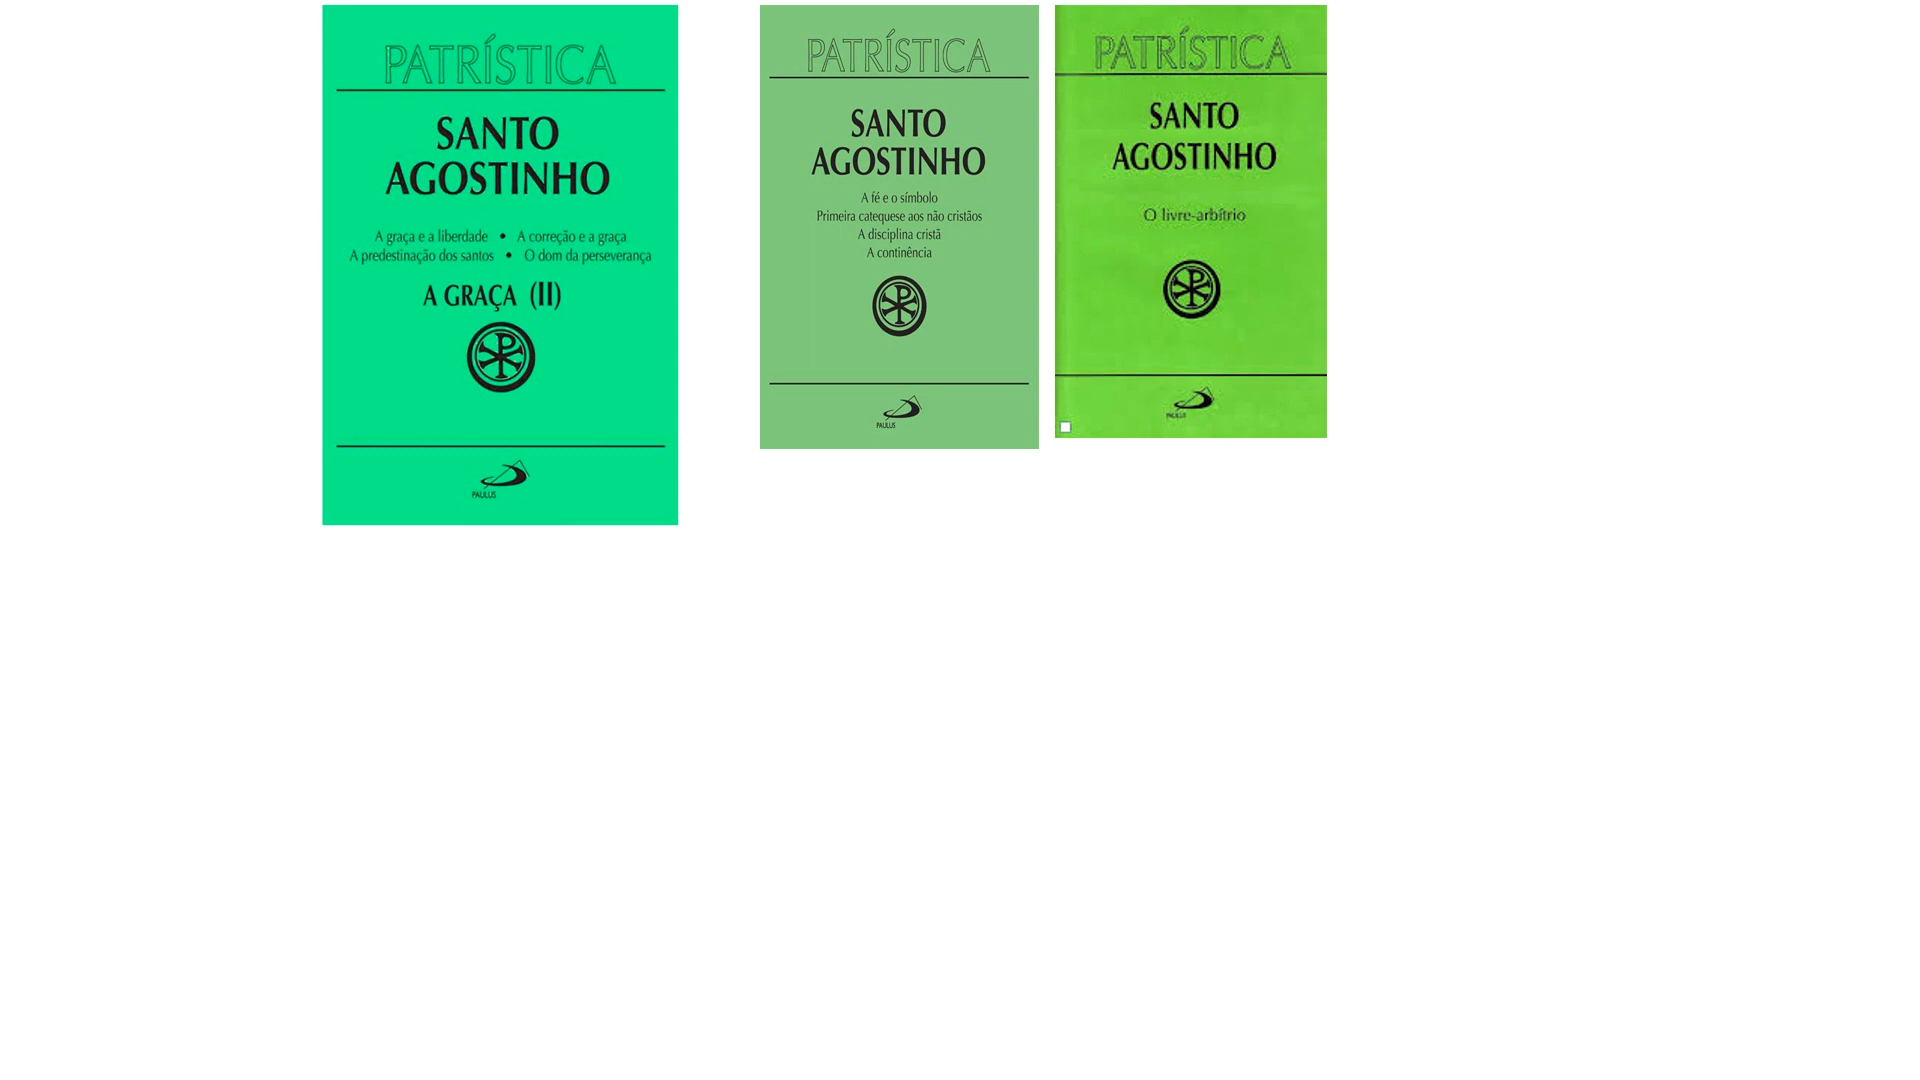 PATRÍSTICA
SANTO
AGOSTINHO
A graça e a liberdade • A correção e a graça
A predestinação dos santos • O dom da perseverança
A GRAÇA (II)
PAULUS
PATRÍSTICA
SANTO
AGOSTINHO
A fé e o símbolo
Primeira catequese aos não cristãos
A disciplina cristã
A continência
PAULUS
PATRÍSTICA
SANTO
AGOSTINHO
O livre-arbítrio
PAULUS